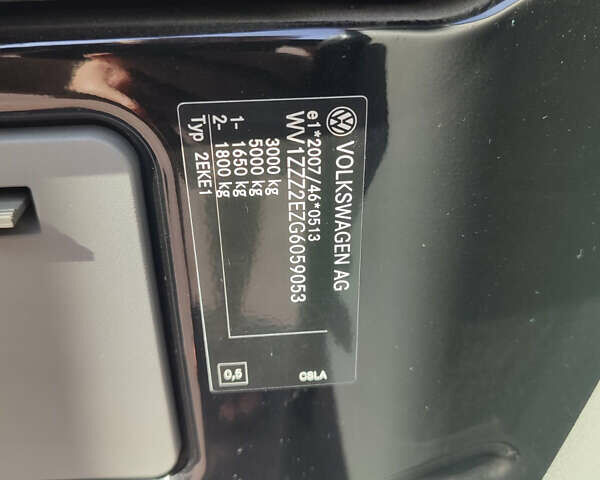 VOLKSWAGEN AG
e1*2007/46*0513
WV1ZZZ2EZG6059053
3000 kg
5000 kg
1- 1650 kg
2- 1800 kg
Typ 2EKE1
CSLA
0,5